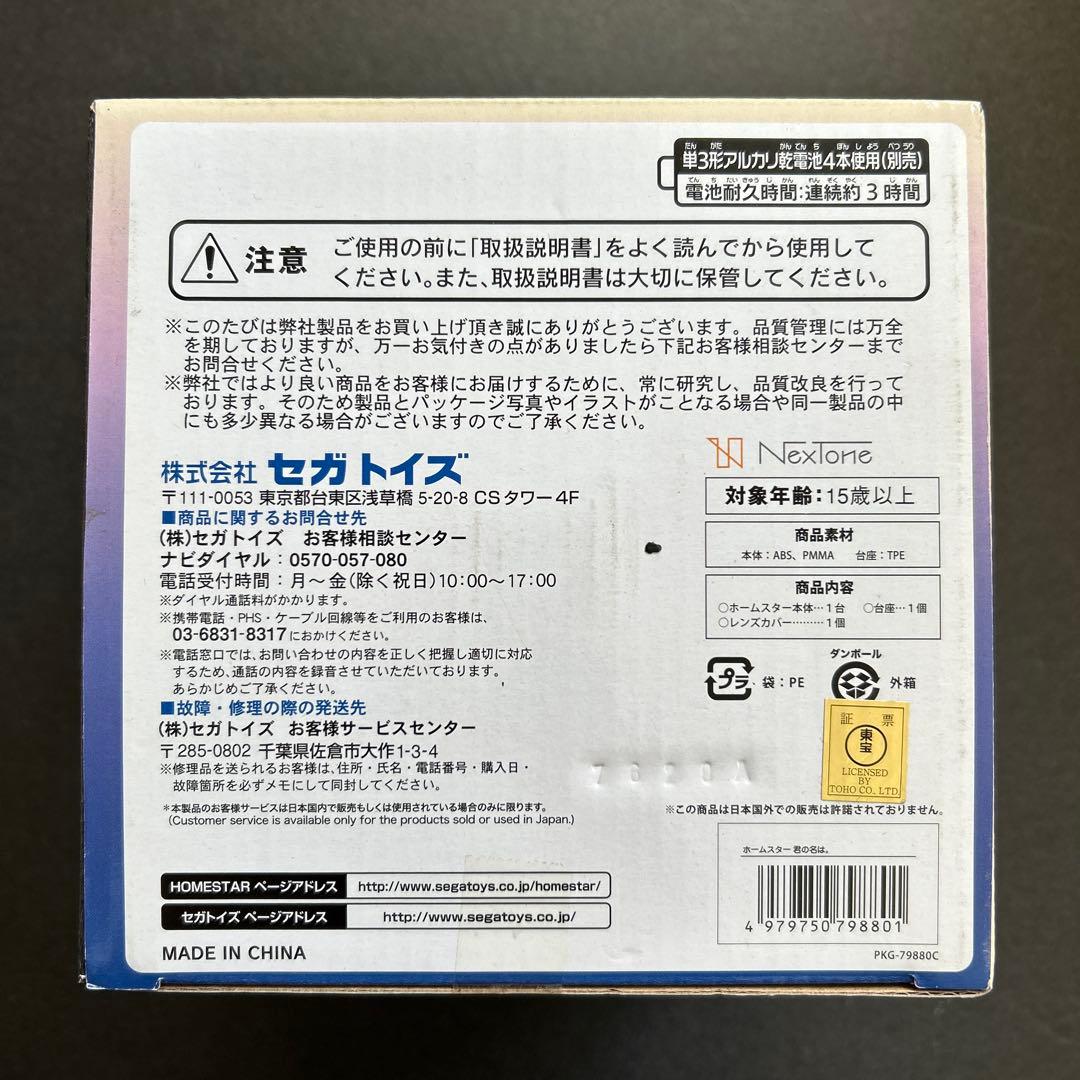 単3形アルカリ乾電池4本使用(別売)
電池耐久時間:連続約3時間
注意
ご使用の前に「取扱説明書」をよく読んでから使用して
ください。また、取扱説明書は大切に保管してください。
※このたびは弊社製品をお買い上げ頂き誠にありがとうございます。品質管理には万全
を期しておりますが、万一お気付きの点がありましたら下記お客様相談センターまで
お問合せください。
※弊社ではより良い商品をお客様にお届けするために、常に研究し、品質改良を行って
おります。そのため製品とパッケージ写真やイラストがことなる場合や同一製品の中
にも多少異なる場合がございますのでご了承ください。
株式会社 セガトイズ
〒111-0053 東京都台東区浅草橋 5-20-8 CSタワー4F
■商品に関するお問合せ先
(株)セガトイズ お客様相談センター
ナビダイヤル:0570-057-080
電話受付時間:月〜金(除く祝日)10:00〜17:00
※ダイヤル通話料がかかります。
※携帯電話・PHS・ケーブル回線等をご利用のお客様は、
03-6831-8317におかけください。
※電話窓口では、お問い合わせの内容を正しく把握し適切に対応
するため、通話の内容を録音させていただいております。
あらかじめご了承ください。
■故障・修理の際の発送先
(株)セガトイズ お客様サービスセンター
〒285-0802 千葉県佐倉市大作1-3-4
※修理品を送られるお客様は、住所・氏名・電話番号・購入日・
故障箇所を必ずメモにして同封してください。
*本製品のお客様サービスは日本国内で販売もしくは使用されている場合のみに限ります。
(Customer service is available only for the products sold or used in Japan.)
HOMESTAR ページアドレス http://www.segatoys.co.jp/homestar/
セガトイズ ページアドレス http://www.segatoys.co.jp/
MADE IN CHINA
NexTone
対象年齢:15歳以上
商品素材
本体:ABS、PMMA 台座:TPE
商品内容
○ホームスター本体…1台 ○台座…1個
○レンズカバー………1個
プラ 袋:PE
ダンボール
外箱
証票
東宝
LICENSED
BY
TOHO CO., LTD.
7620A
※この商品は日本国外での販売は許諾されておりません。
ホームスター 君の名は。
4 979750 798801
PKG-79880C